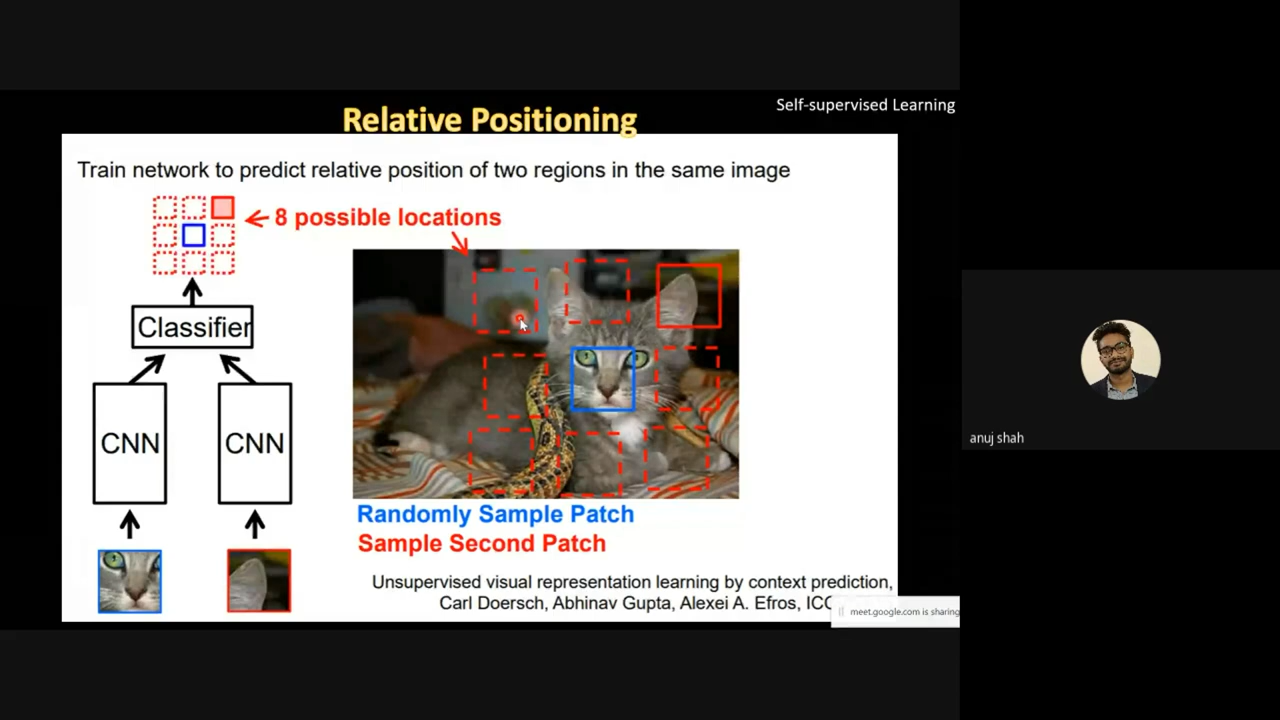 Self-supervised Learning
Relative Positioning
Train network to predict relative position of two regions in the same image
8 possible locations
Classifier
CNN
CNN
Randomly Sample Patch
Sample Second Patch
Unsupervised visual representation learning by context prediction,
Carl Doersch, Abhinav Gupta, Alexei A. Efros,
meet.google.com is sharing
anuj shah